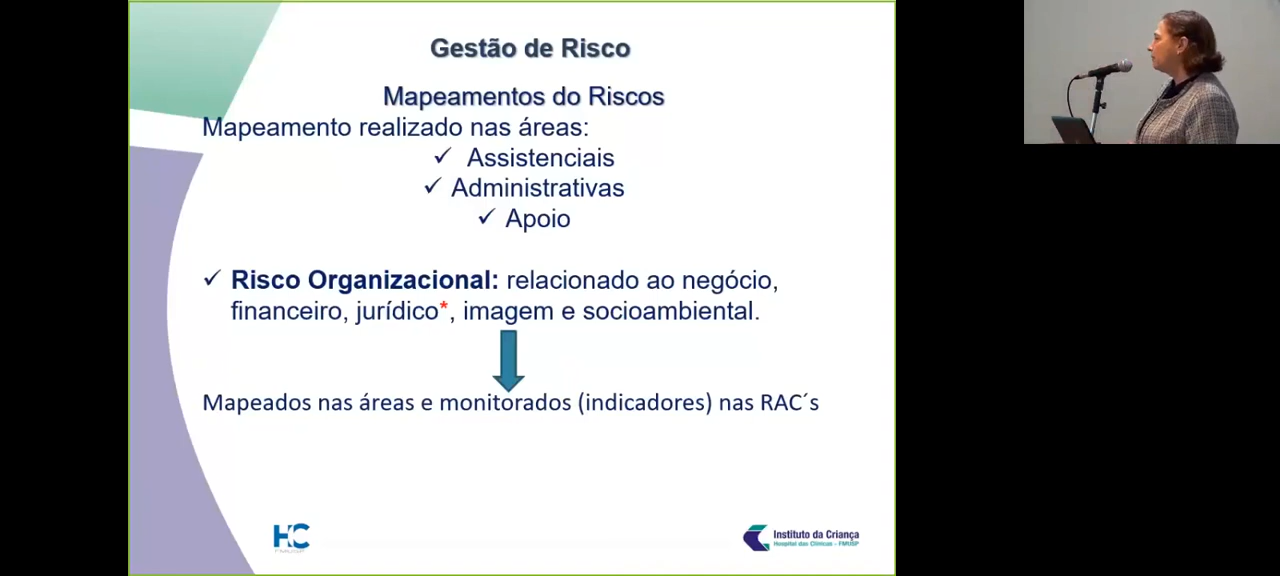 Gestão de Risco
Mapeamentos do Riscos
Mapeamento realizado nas áreas:
✓ Assistenciais
✓ Administrativas
✓ Apoio
✓ Risco Organizacional: relacionado ao negócio,
financeiro, jurídico*, imagem e socioambiental.
Mapeados nas áreas e monitorados (indicadores) nas RAC´s
HC
FMUSP
Instituto da Criança
Hospital das Clínicas - FMUSP